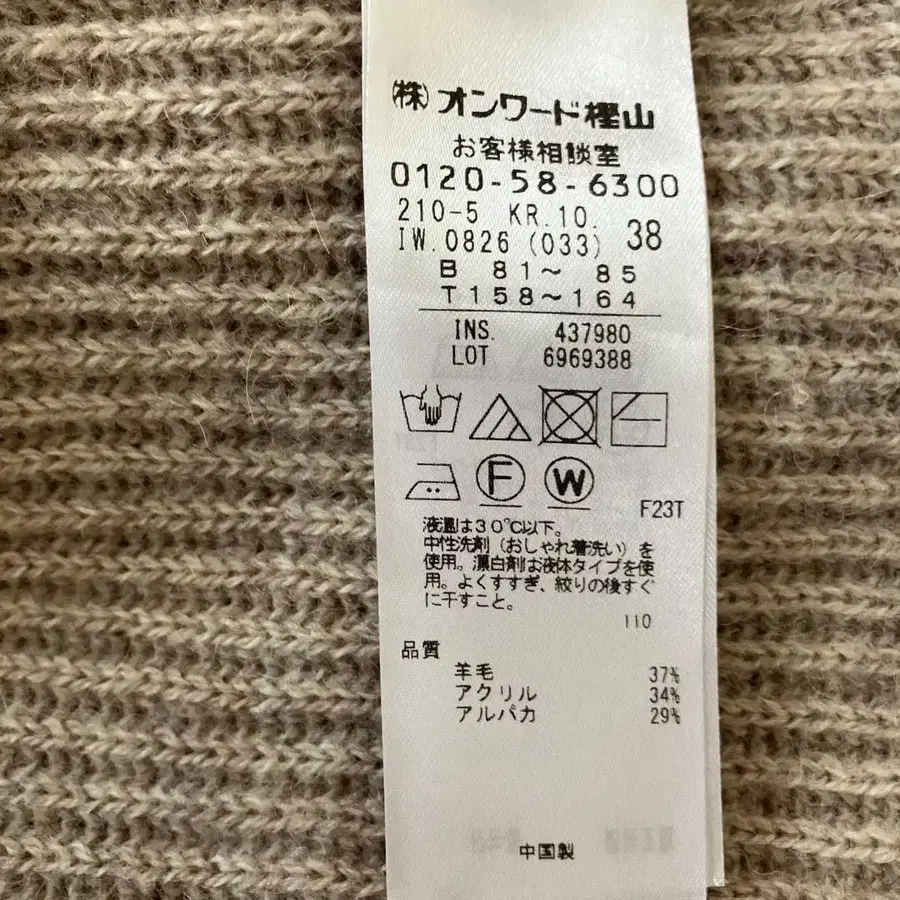 ㈱オンワード樫山
お客様相談室
0120-58-6300
210-5 KR.10.
IW.0826 (033) 38
B 81～ 85
T158～164
INS. 437980
LOT 6969388
F W
F23T
液温は30℃以下。
中性洗剤（おしゃれ着洗い）を
使用。漂白剤は液体タイプを使
用。よくすすぎ、絞りの後すぐ
に干すこと。
110
品質
羊毛 37%
アクリル 34%
アルパカ 29%
中国製